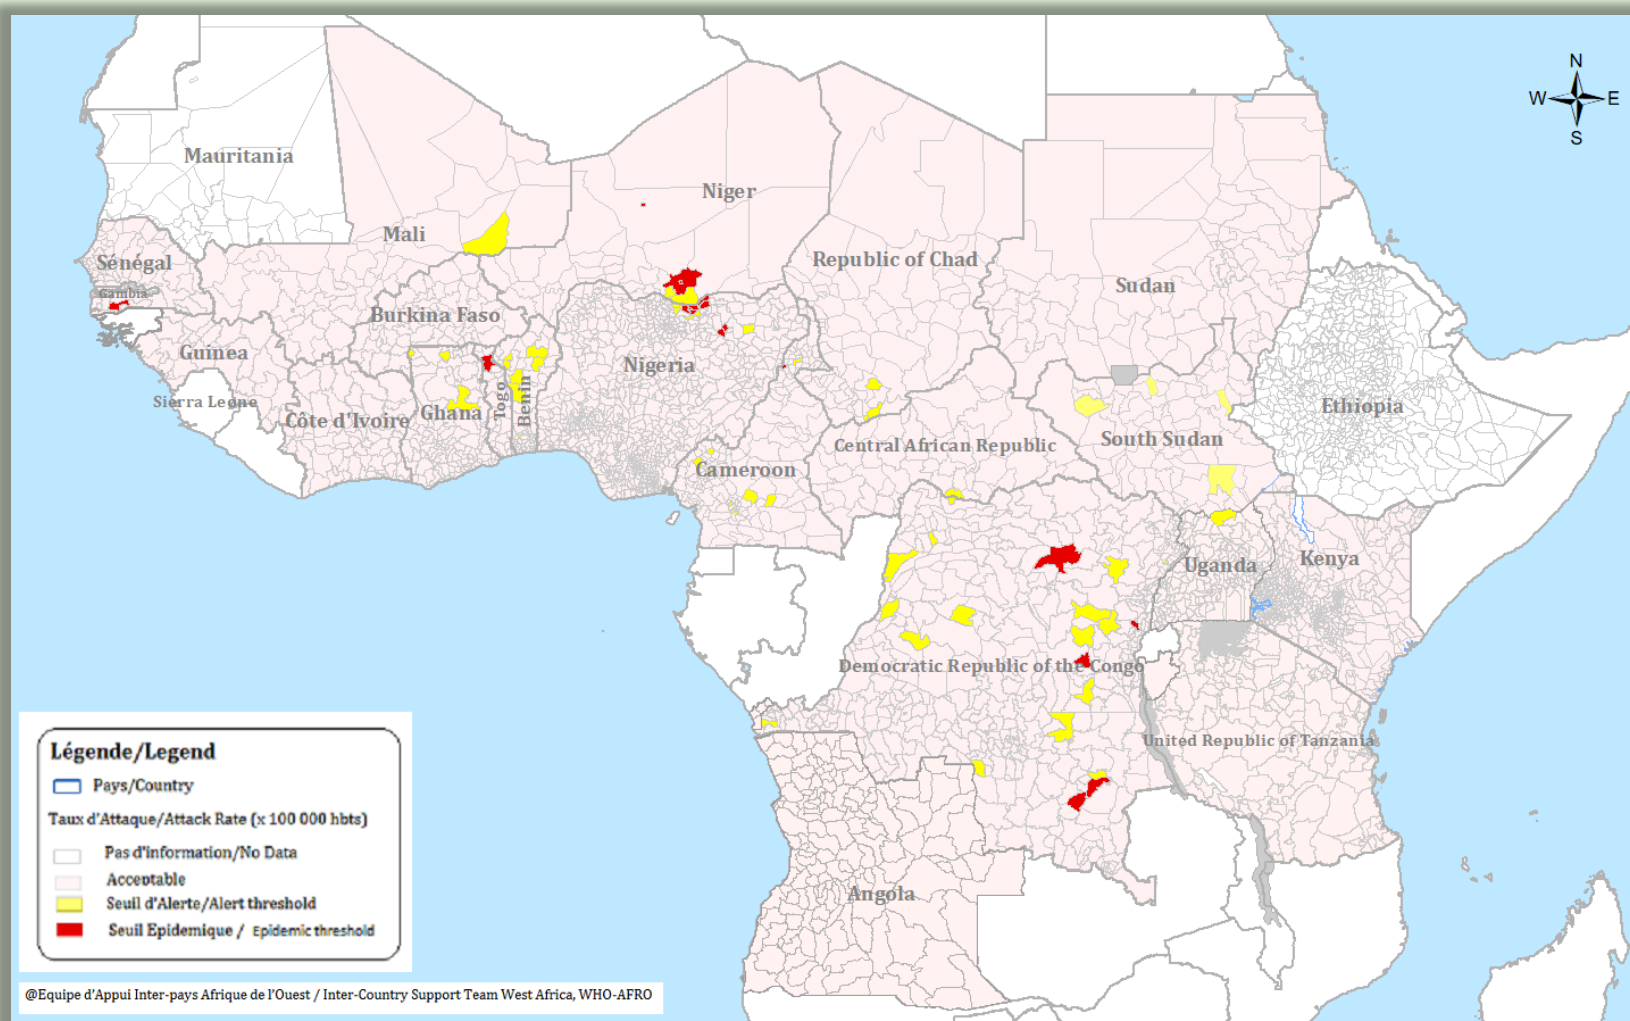 N
W E
S
Mauritania
Niger
Mali
Republic of Chad
Sénégal
Gambia
Sudan
Burkina Faso
Guinea
Nigeria
Sierra Leone
Côte d'Ivoire
Ghana
Togo
Benin
Ethiopia
Central African Republic
South Sudan
Cameroon
Uganda
Kenya
Democratic Republic of the Congo
United Republic of Tanzania
Angola
Légende/Legend
Pays/Country
Taux d'Attaque/Attack Rate (x 100 000 hbts)
Pas d'information/No Data
Acceptable
Seuil d'Alerte/Alert threshold
Seuil Epidemique / Epidemic threshold
@Equipe d'Appui Inter-pays Afrique de l'Ouest / Inter-Country Support Team West Africa, WHO-AFRO